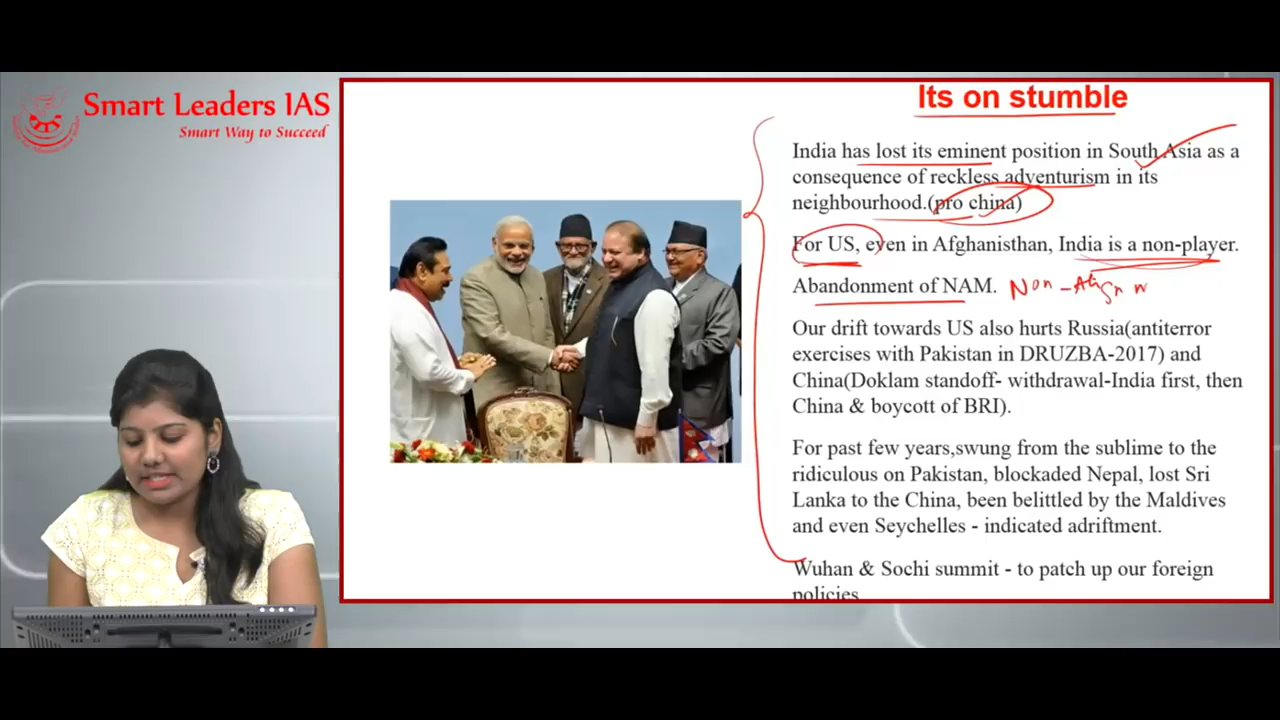 Smart Leaders IAS
Smart Way to Succeed
Its on stumble
India has lost its eminent position in South Asia as a
consequence of reckless adventurism in its
neighbourhood.(pro china)
For US, even in Afghanisthan, India is a non-player.
Abandonment of NAM. Non-Align m
Our drift towards US also hurts Russia(antiterror
exercises with Pakistan in DRUZBA-2017) and
China(Doklam standoff- withdrawal-India first, then
China & boycott of BRI).
For past few years,swung from the sublime to the
ridiculous on Pakistan, blockaded Nepal, lost Sri
Lanka to the China, been belittled by the Maldives
and even Seychelles - indicated adriftment.
Wuhan & Sochi summit - to patch up our foreign
policies